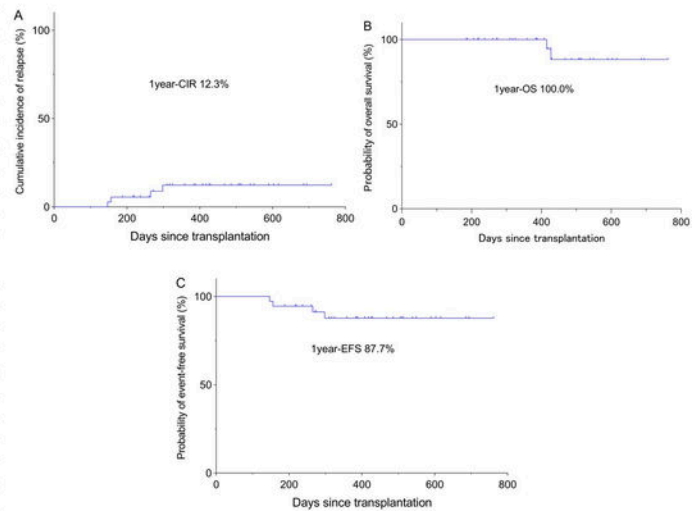 A
Cumulative incidence of relapse (%)
100
50
0
1year-CIR 12.3%
0 200 400 600 800
Days since transplantation
B
Probability of overall survival (%)
100
50
0
1year-OS 100.0%
0 200 400 600 800
Days since transplantation
C
Probability of event-free survival (%)
100
50
0
1year-EFS 87.7%
0 200 400 600 800
Days since transplantation